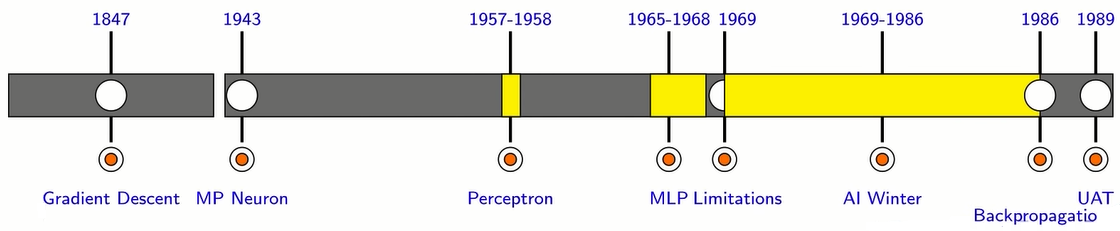 1847 1943 1957-1958 1965-1968 1969 1969-1986 1986 1989
Gradient Descent MP Neuron Perceptron MLP Limitations AI Winter UAT
Backpropagatio